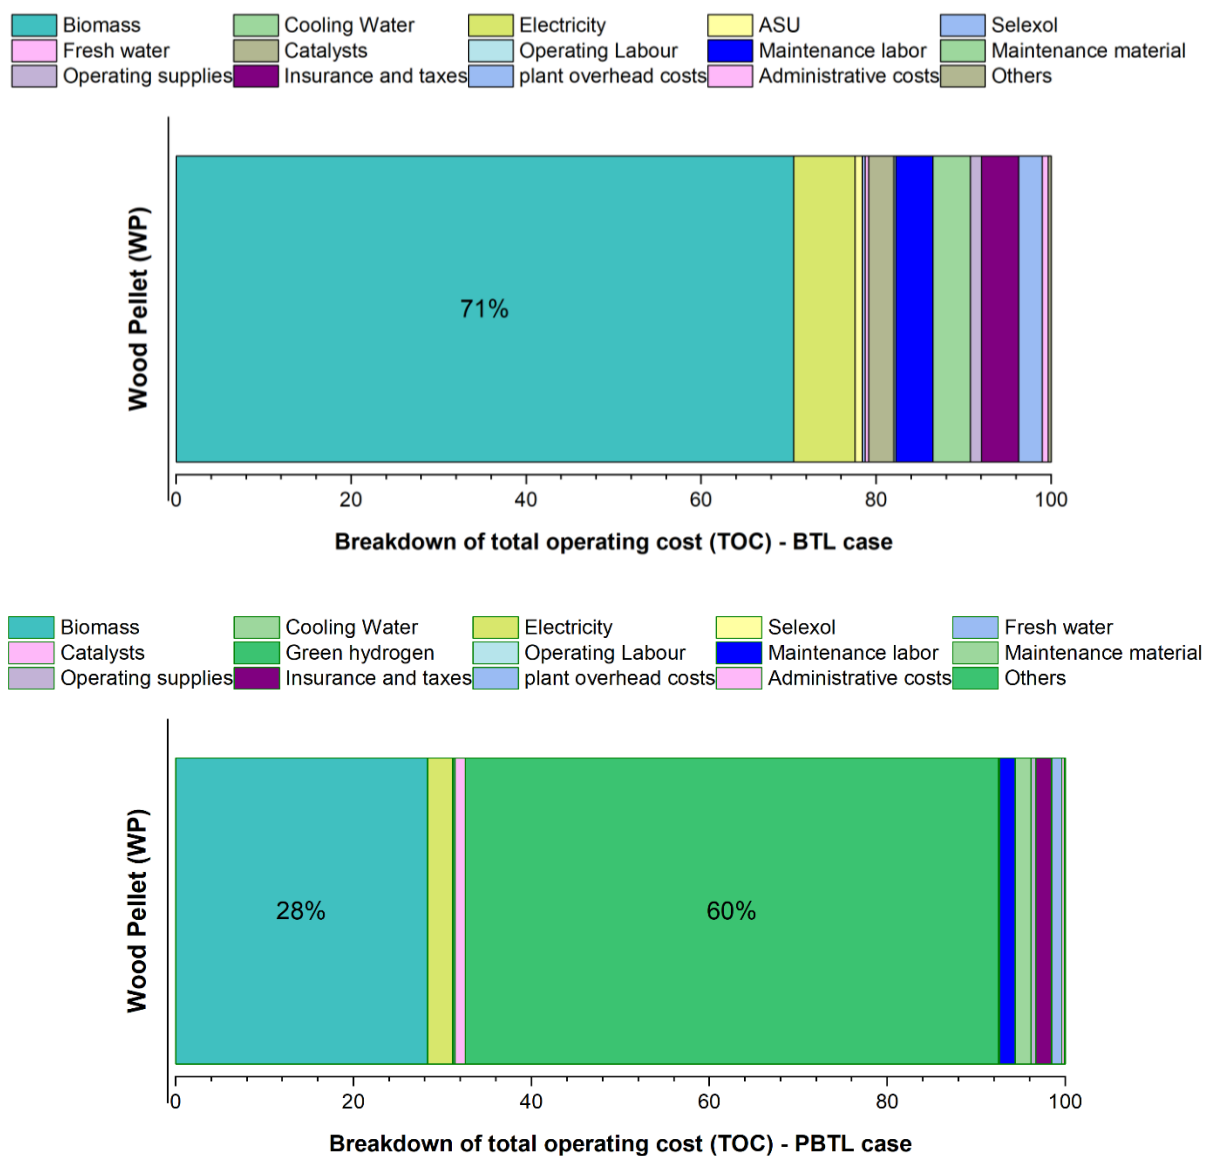 Biomass Cooling Water Electricity ASU Selexol
Fresh water Catalysts Operating Labour Maintenance labor Maintenance material
Operating supplies Insurance and taxes plant overhead costs Administrative costs Others
Wood Pellet (WP)
71%
0 20 40 60 80 100
Breakdown of total operating cost (TOC) - BTL case
Biomass Cooling Water Electricity Selexol Fresh water
Catalysts Green hydrogen Operating Labour Maintenance labor Maintenance material
Operating supplies Insurance and taxes plant overhead costs Administrative costs Others
Wood Pellet (WP)
28% 60%
0 20 40 60 80 100
Breakdown of total operating cost (TOC) - PBTL case